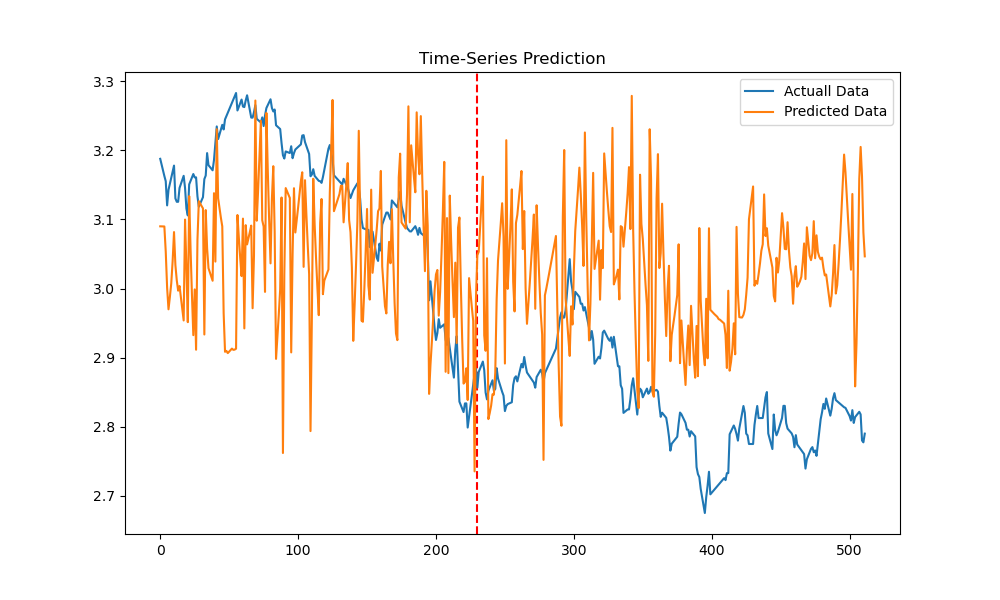 Time-Series Prediction
3.3
3.2
3.1
3.0
2.9
2.8
2.7
0 100 200 300 400 500
Actuall Data
Predicted Data